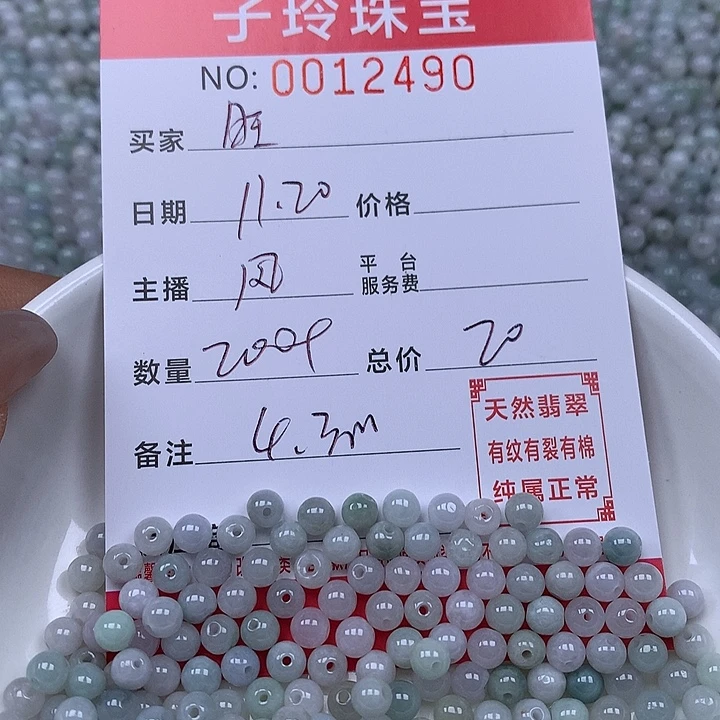 子玲珠宝
NO: 0012490
买家 旺
日期 11.20 价格
主播 风
平台
服务费
数量 200P 总价 20
备注 4.3m
天然翡翠
有纹有裂有棉
纯属正常